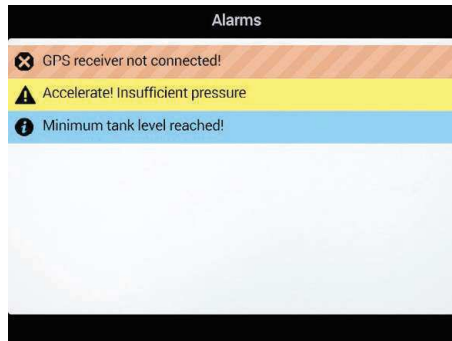 Alarms
GPS receiver not connected!
Accelerate! Insufficient pressure
Minimum tank level reached!